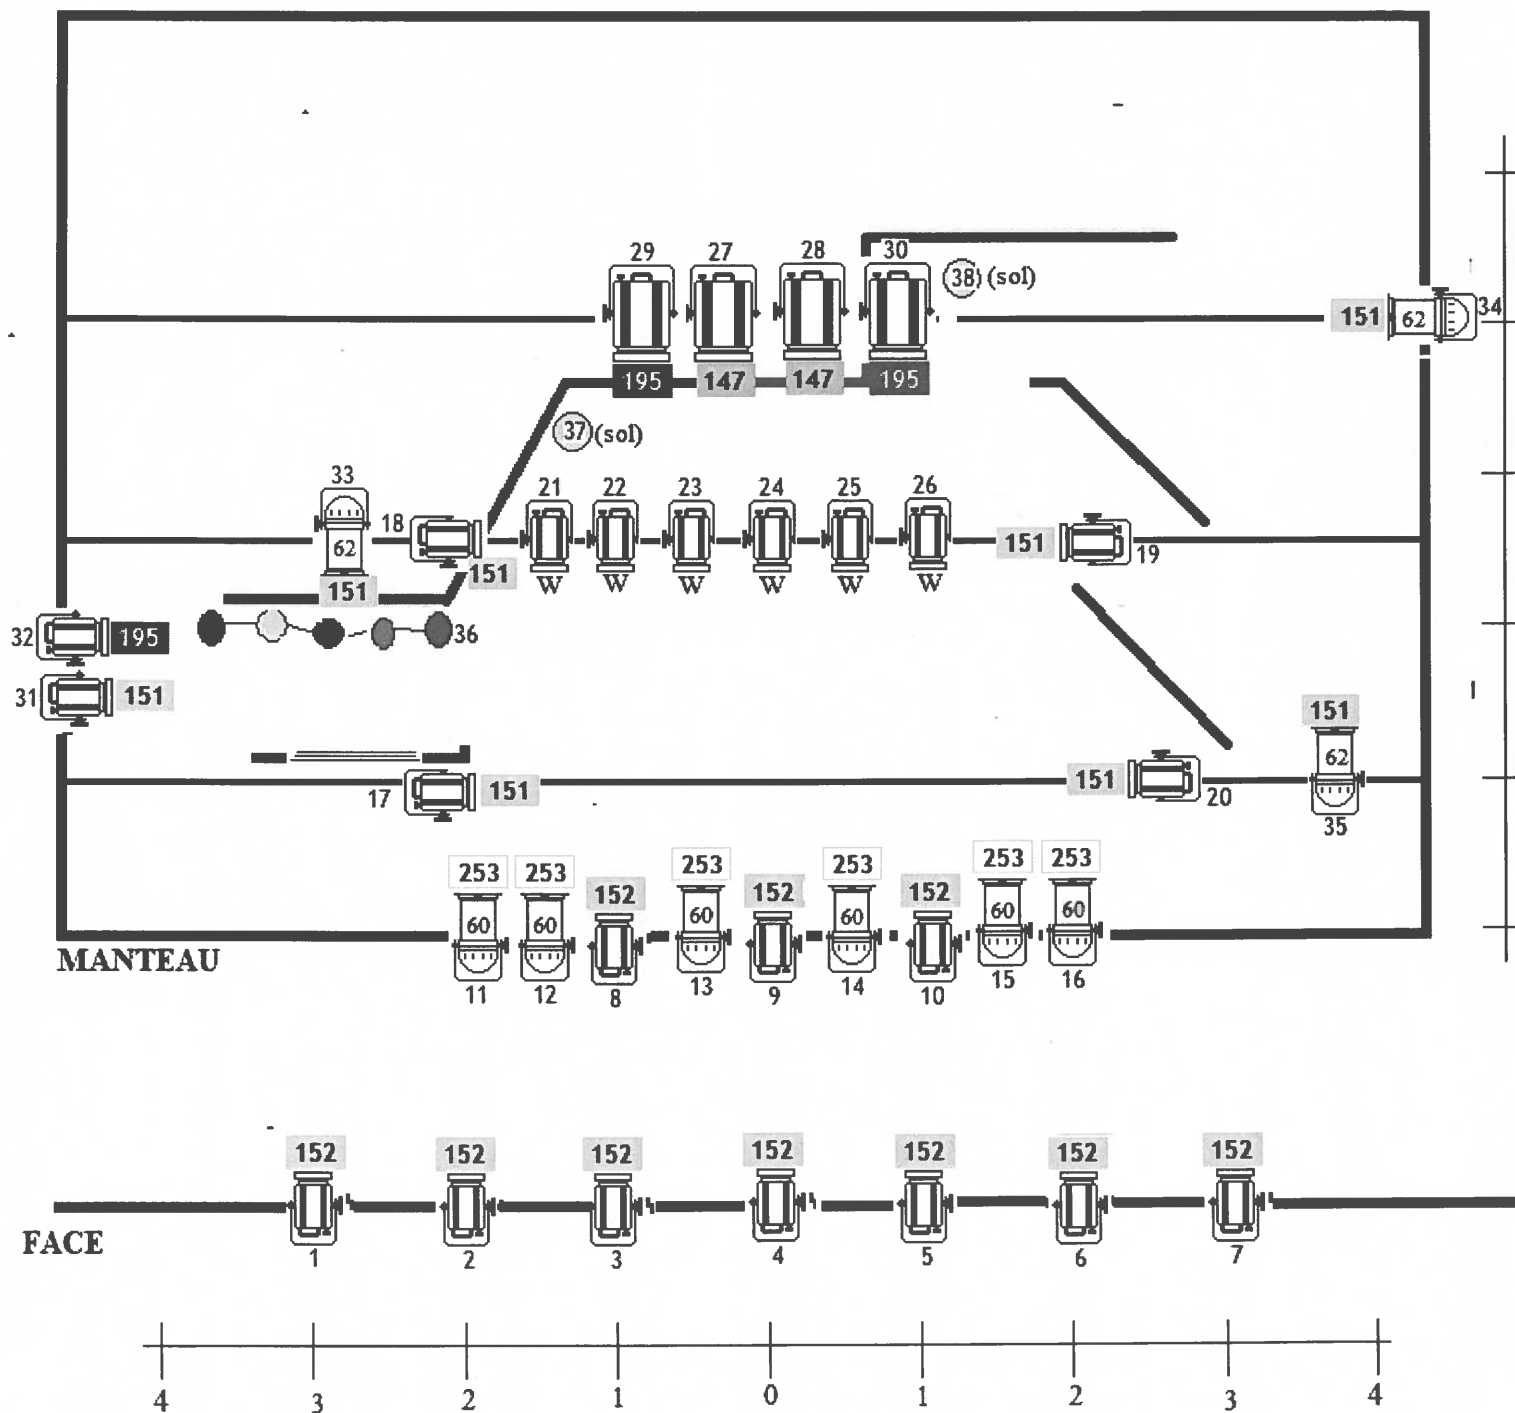 29 27 28 30
38 (sol)
151 62 34
195 147 147 195
37 (sol)
33 21 22 23 24 25 26
18 62 151 19
151 151 W W W W W W
32 195 36
31 151 151
62
17 151 151 20
35
253 253 152 253 152 253 152 253 253
60 60 60 60 60 60
MANTEAU
11 12 8 13 9 14 10 15 16
152 152 152 152 152 152 152
FACE
1 2 3 4 5 6 7
4 3 2 1 0 1 2 3 4